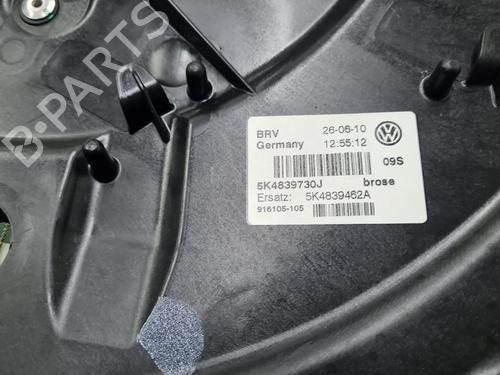 BRV 26-06-10
Germany 12:55:12
09S
5K4839730J brose
Ersatz: 5K4839462A
916105-105
B-PARTS